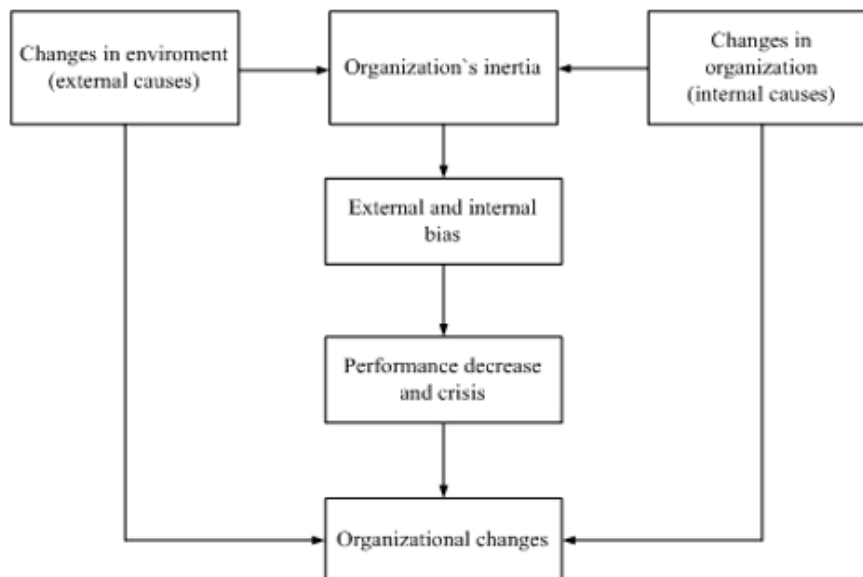 Changes in enviroment
(external causes)
Organization`s inertia
Changes in
organization
(internal causes)
External and internal
bias
Performance decrease
and crisis
Organizational changes